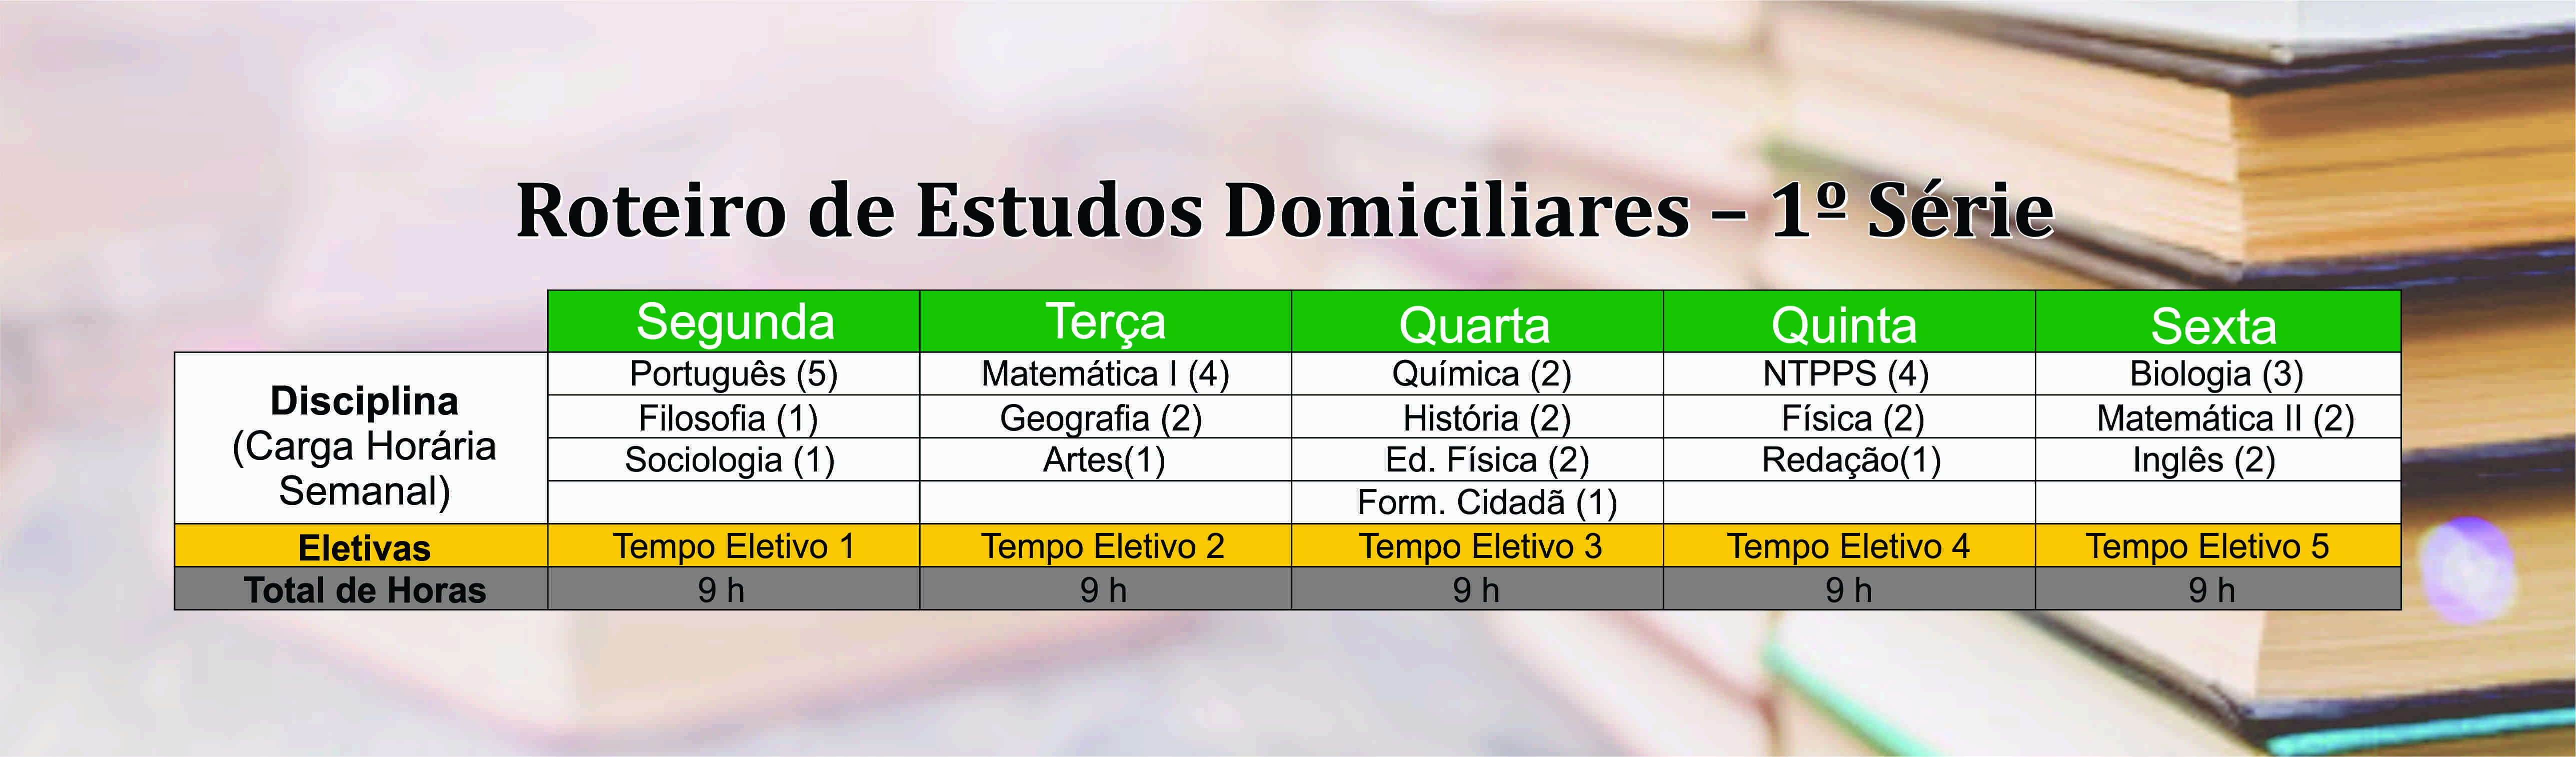 Roteiro de Estudos Domiciliares – 1º Série
Segunda Terça Quarta Quinta Sexta
Disciplina
(Carga Horária
Semanal)
Português (5) Matemática I (4) Química (2) NTPPS (4) Biologia (3)
Filosofia (1) Geografia (2) História (2) Física (2) Matemática II (2)
Sociologia (1) Artes(1) Ed. Física (2) Redação(1) Inglês (2)
Form. Cidadã (1)
Eletivas Tempo Eletivo 1 Tempo Eletivo 2 Tempo Eletivo 3 Tempo Eletivo 4 Tempo Eletivo 5
Total de Horas 9 h 9 h 9 h 9 h 9 h